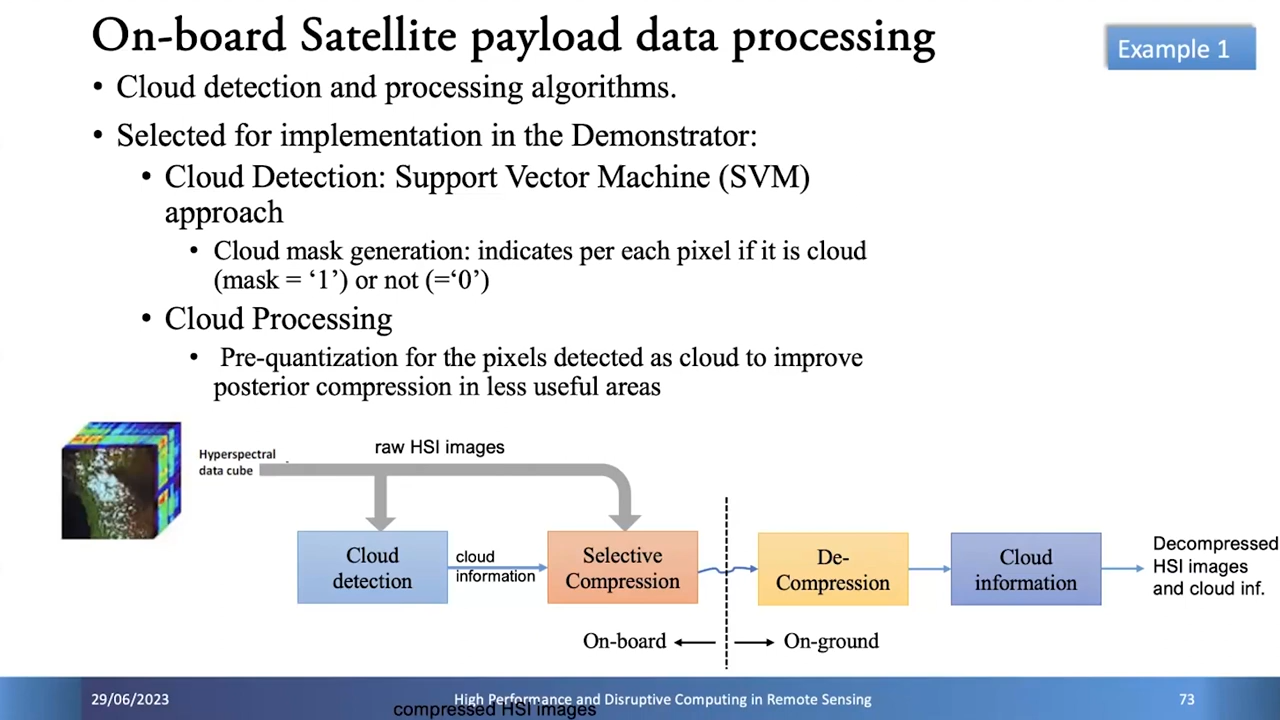 On-board Satellite payload data processing
Example 1
• Cloud detection and processing algorithms.
• Selected for implementation in the Demonstrator:
• Cloud Detection: Support Vector Machine (SVM)
approach
• Cloud mask generation: indicates per each pixel if it is cloud
(mask = ‘1’) or not (=‘0’)
• Cloud Processing
• Pre-quantization for the pixels detected as cloud to improve
posterior compression in less useful areas
Hyperspectral
data cube
raw HSI images
Cloud
detection
cloud
information
Selective
Compression
De-
Compression
Cloud
information
Decompressed
HSI images
and cloud inf.
On-board
On-ground
29/06/2023
High Performance and Disruptive Computing in Remote Sensing
73
compressed HSI images